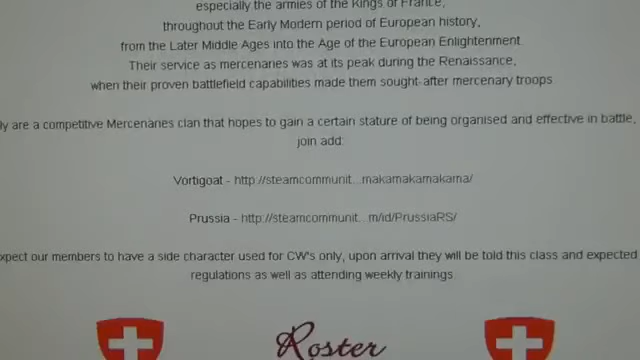 especially the armies of the Kings of France,
throughout the Early Modern period of European history,
from the Later Middle Ages into the Age of the European Enlightenment.
Their service as mercenaries was at its peak during the Renaissance,
when their proven battlefield capabilities made them sought-after mercenary troops.
are a competitive Mercenaries clan that hopes to gain a certain stature of being organised and effective in battle,
join add:
Vortigoat - http://steamcommunit...makamakamakama/
Prussia - http://steamcommunit...m/id/PrussiaRS/
xpect our members to have a side character used for CW's only, upon arrival they will be told this class and expected
regulations as well as attending weekly trainings.
Roster